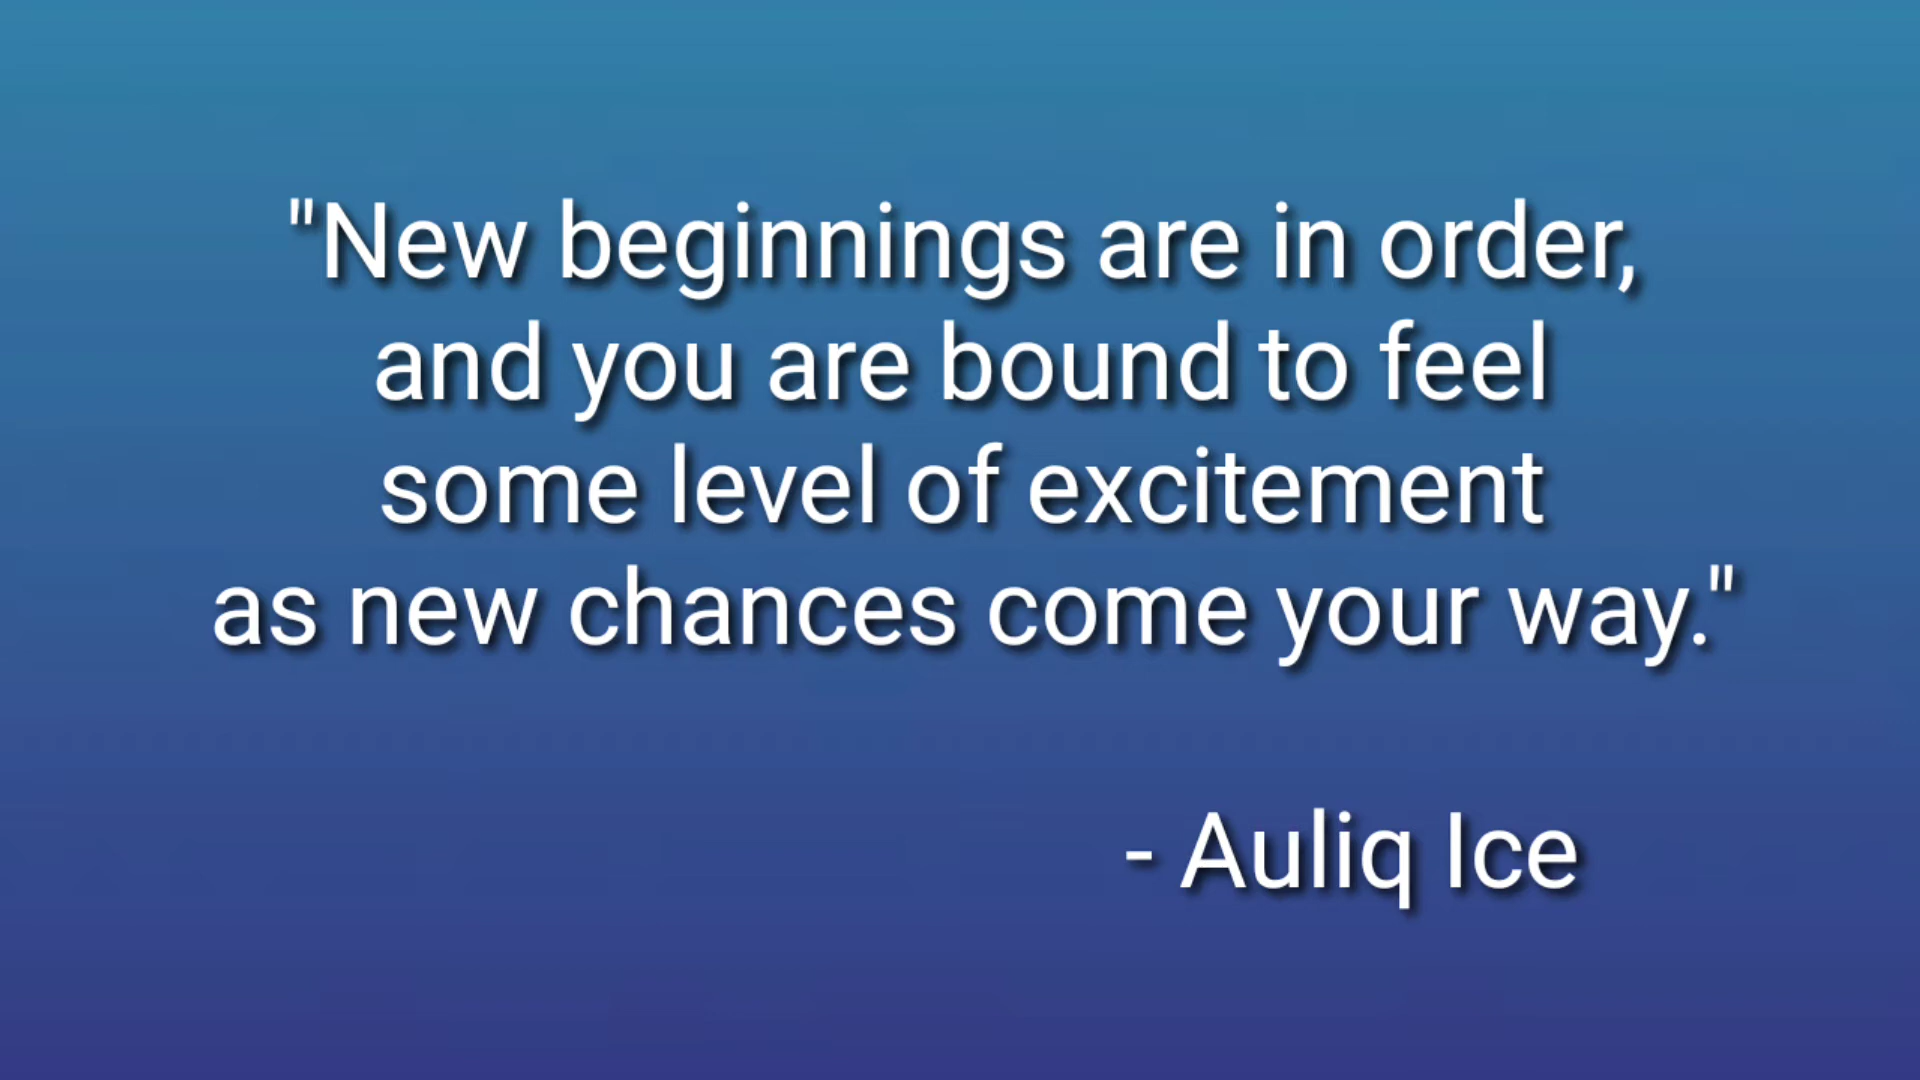 "New beginnings are in order,
and you are bound to feel
some level of excitement
as new chances come your way."
- Auliq Ice